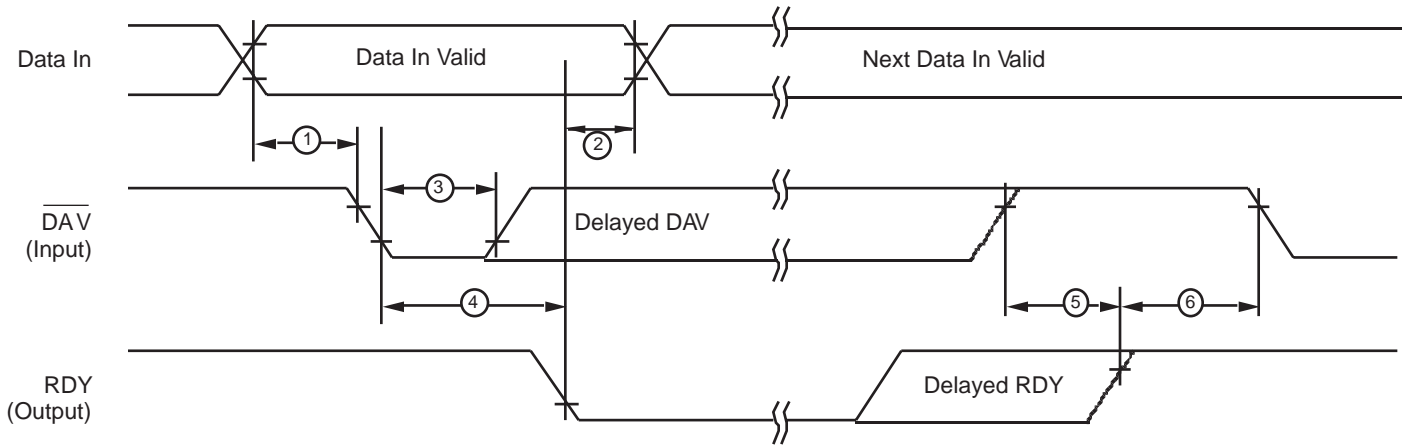 Data In
Data In Valid
Next Data In Valid
1
2
3
DAV
(Input)
Delayed DAV
4
5
6
RDY
(Output)
Delayed RDY